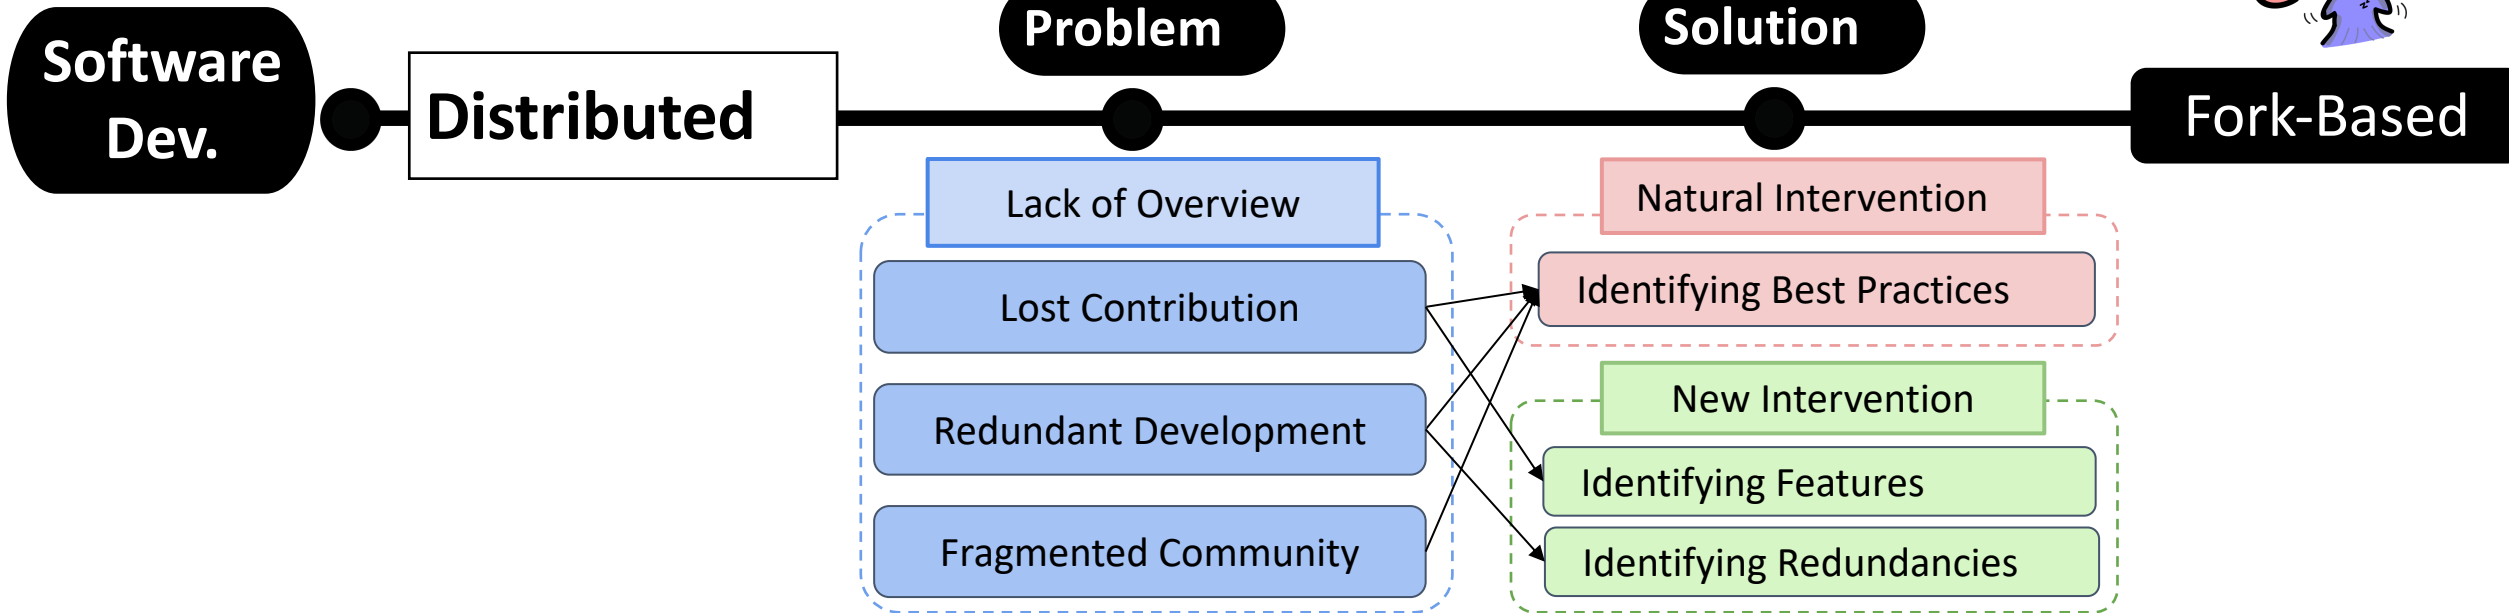 Software
Dev.
Distributed
Problem
Solution
Fork-Based
Lack of Overview
Lost Contribution
Redundant Development
Fragmented Community
Natural Intervention
Identifying Best Practices
New Intervention
Identifying Features
Identifying Redundancies